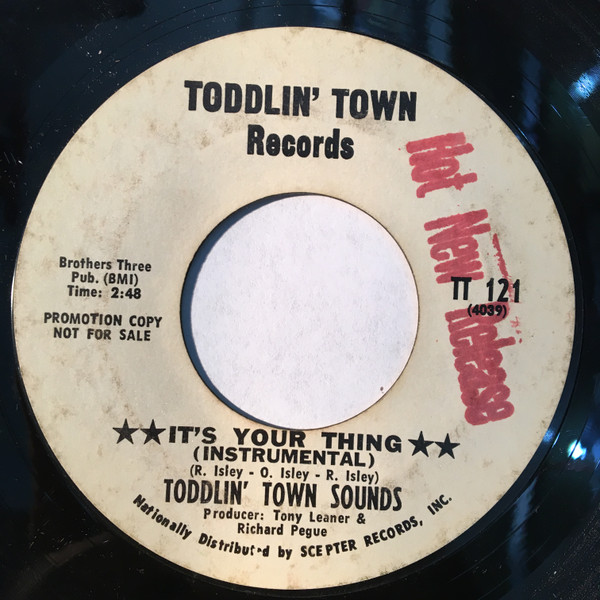 TODDLIN' TOWN
Records
Hot New Release
Brothers Three
Pub. (BMI)
Time: 2:48
PROMOTION COPY
NOT FOR SALE
TT 121
(4039)
★★IT'S YOUR THING★★
(INSTRUMENTAL)
(R. Isley - O. Isley - R. Isley)
TODDLIN' TOWN SOUNDS
Producer: Tony Leaner &
Richard Pegue
Nationally Distributed by SCEPTER RECORDS, INC.